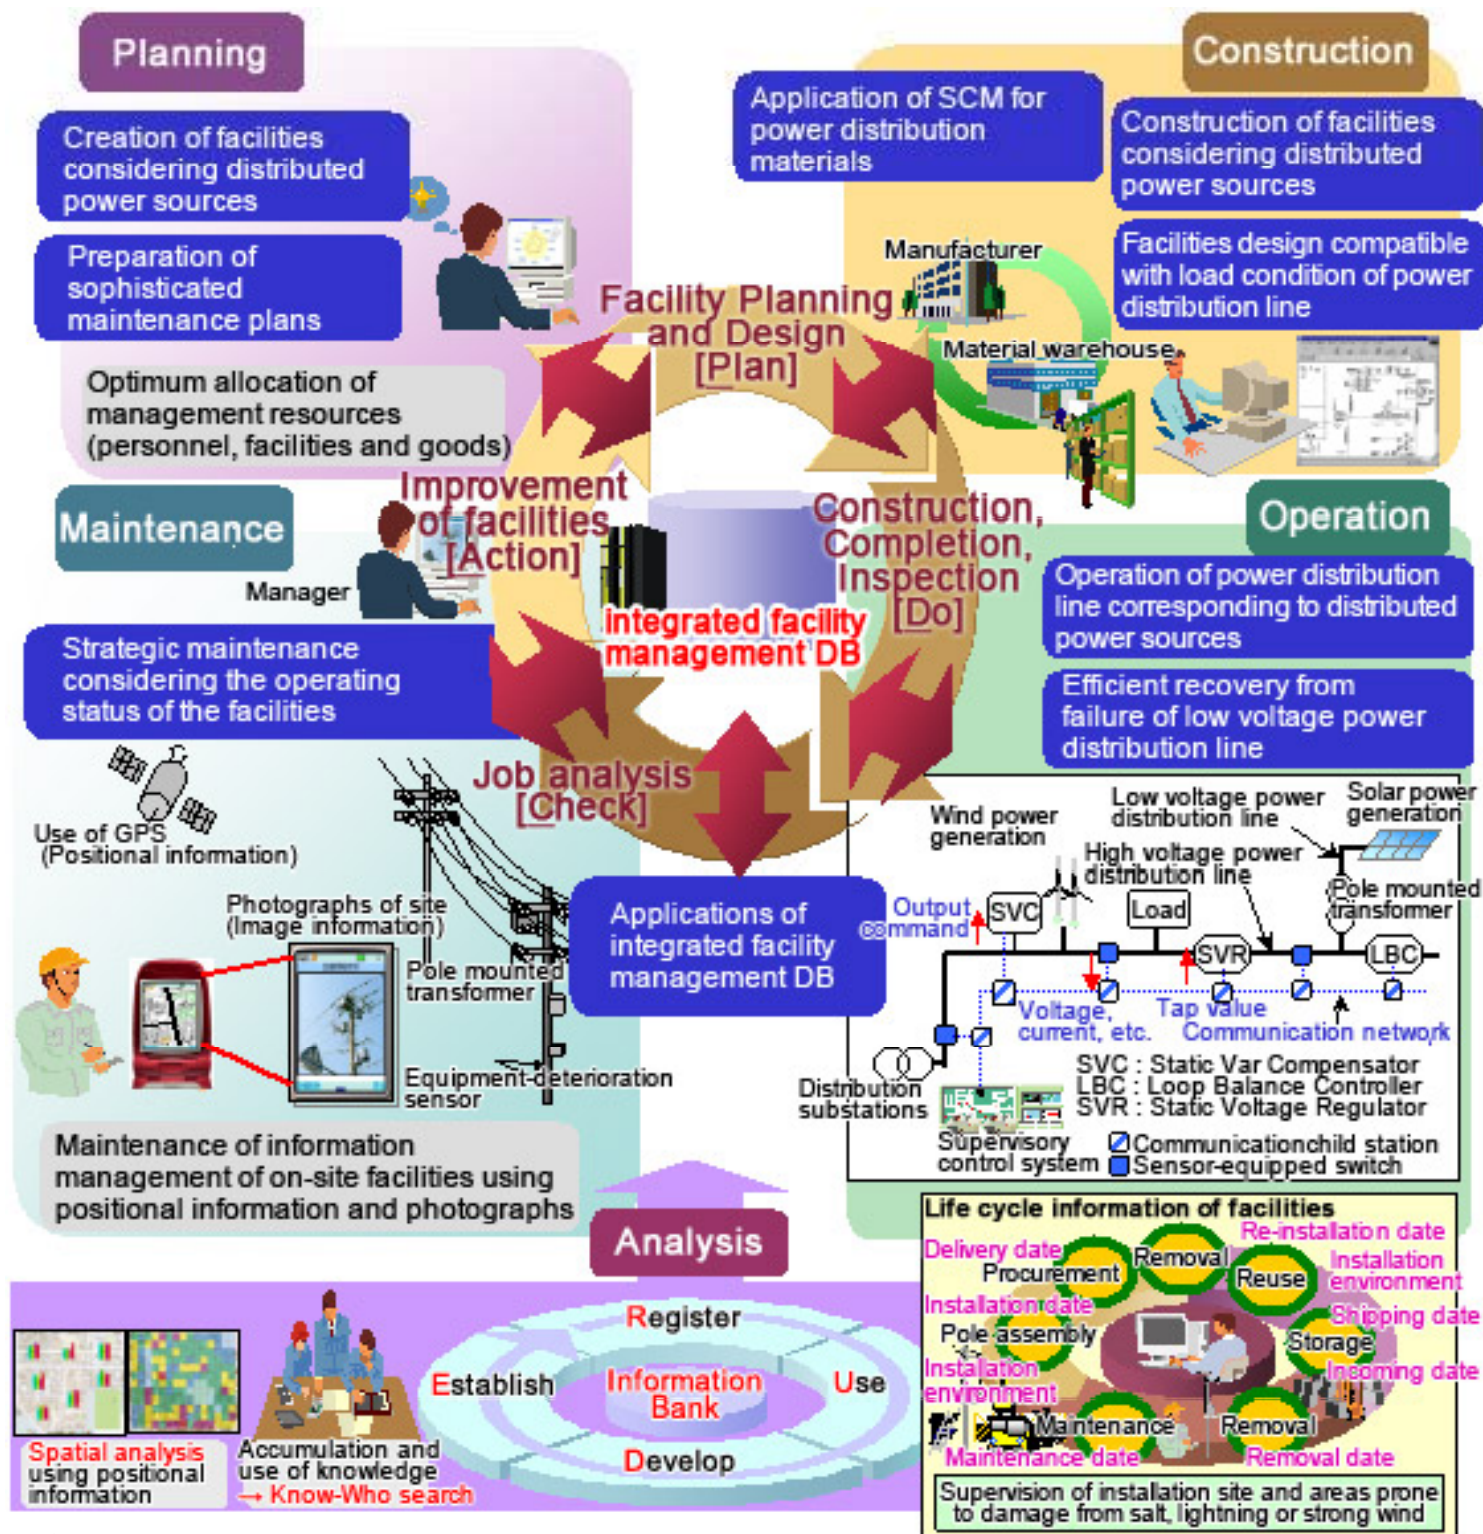 Planning
Creation of facilities
considering distributed
power sources
Preparation of
sophisticated
maintenance plans
Optimum allocation of
management resources
(personnel, facilities and goods)
Construction
Application of SCM for
power distribution
materials
Construction of facilities
considering distributed
power sources
Facilities design compatible
with load condition of power
distribution line
Manufacturer
Material warehouse
Facility Planning
and Design
[Plan]
Construction,
Completion,
Inspection
[Do]
Improvement
of facilities
[Action]
Job analysis
[Check]
integrated facility
management DB
Maintenance
Manager
Strategic maintenance
considering the operating
status of the facilities
Use of GPS
(Positional information)
Photographs of site
(Image information)
Pole mounted
transformer
Equipment-deterioration
sensor
Maintenance of information
management of on-site facilities using
positional information and photographs
Applications of
integrated facility
management DB
Operation
Operation of power distribution
line corresponding to distributed
power sources
Efficient recovery from
failure of low voltage power
distribution line
Wind power
generation
Low voltage power
distribution line
Solar power
generation
High voltage power
distribution line
Pole mounted
transformer
Output
command
SVC
Load
SVR
LBC
Voltage,
current, etc.
Tap value
Communication network
Distribution
substations
Supervisory
control system
SVC : Static Var Compensator
LBC : Loop Balance Controller
SVR : Static Voltage Regulator
Communicationchild station
Sensor-equipped switch
Analysis
Register
Establish
Information
Bank
Use
Develop
Spatial analysis
using positional
information
Accumulation and
use of knowledge
→ Know-Who search
Life cycle information of facilities
Delivery date
Procurement
Removal
Re-installation date
Reuse
Installation
environment
Installation date
Pole assembly
Shipping date
Storage
Installation
environment
Incoming date
Maintenance
Removal
Maintenance date
Removal date
Supervision of installation site and areas prone
to damage from salt, lightning or strong wind